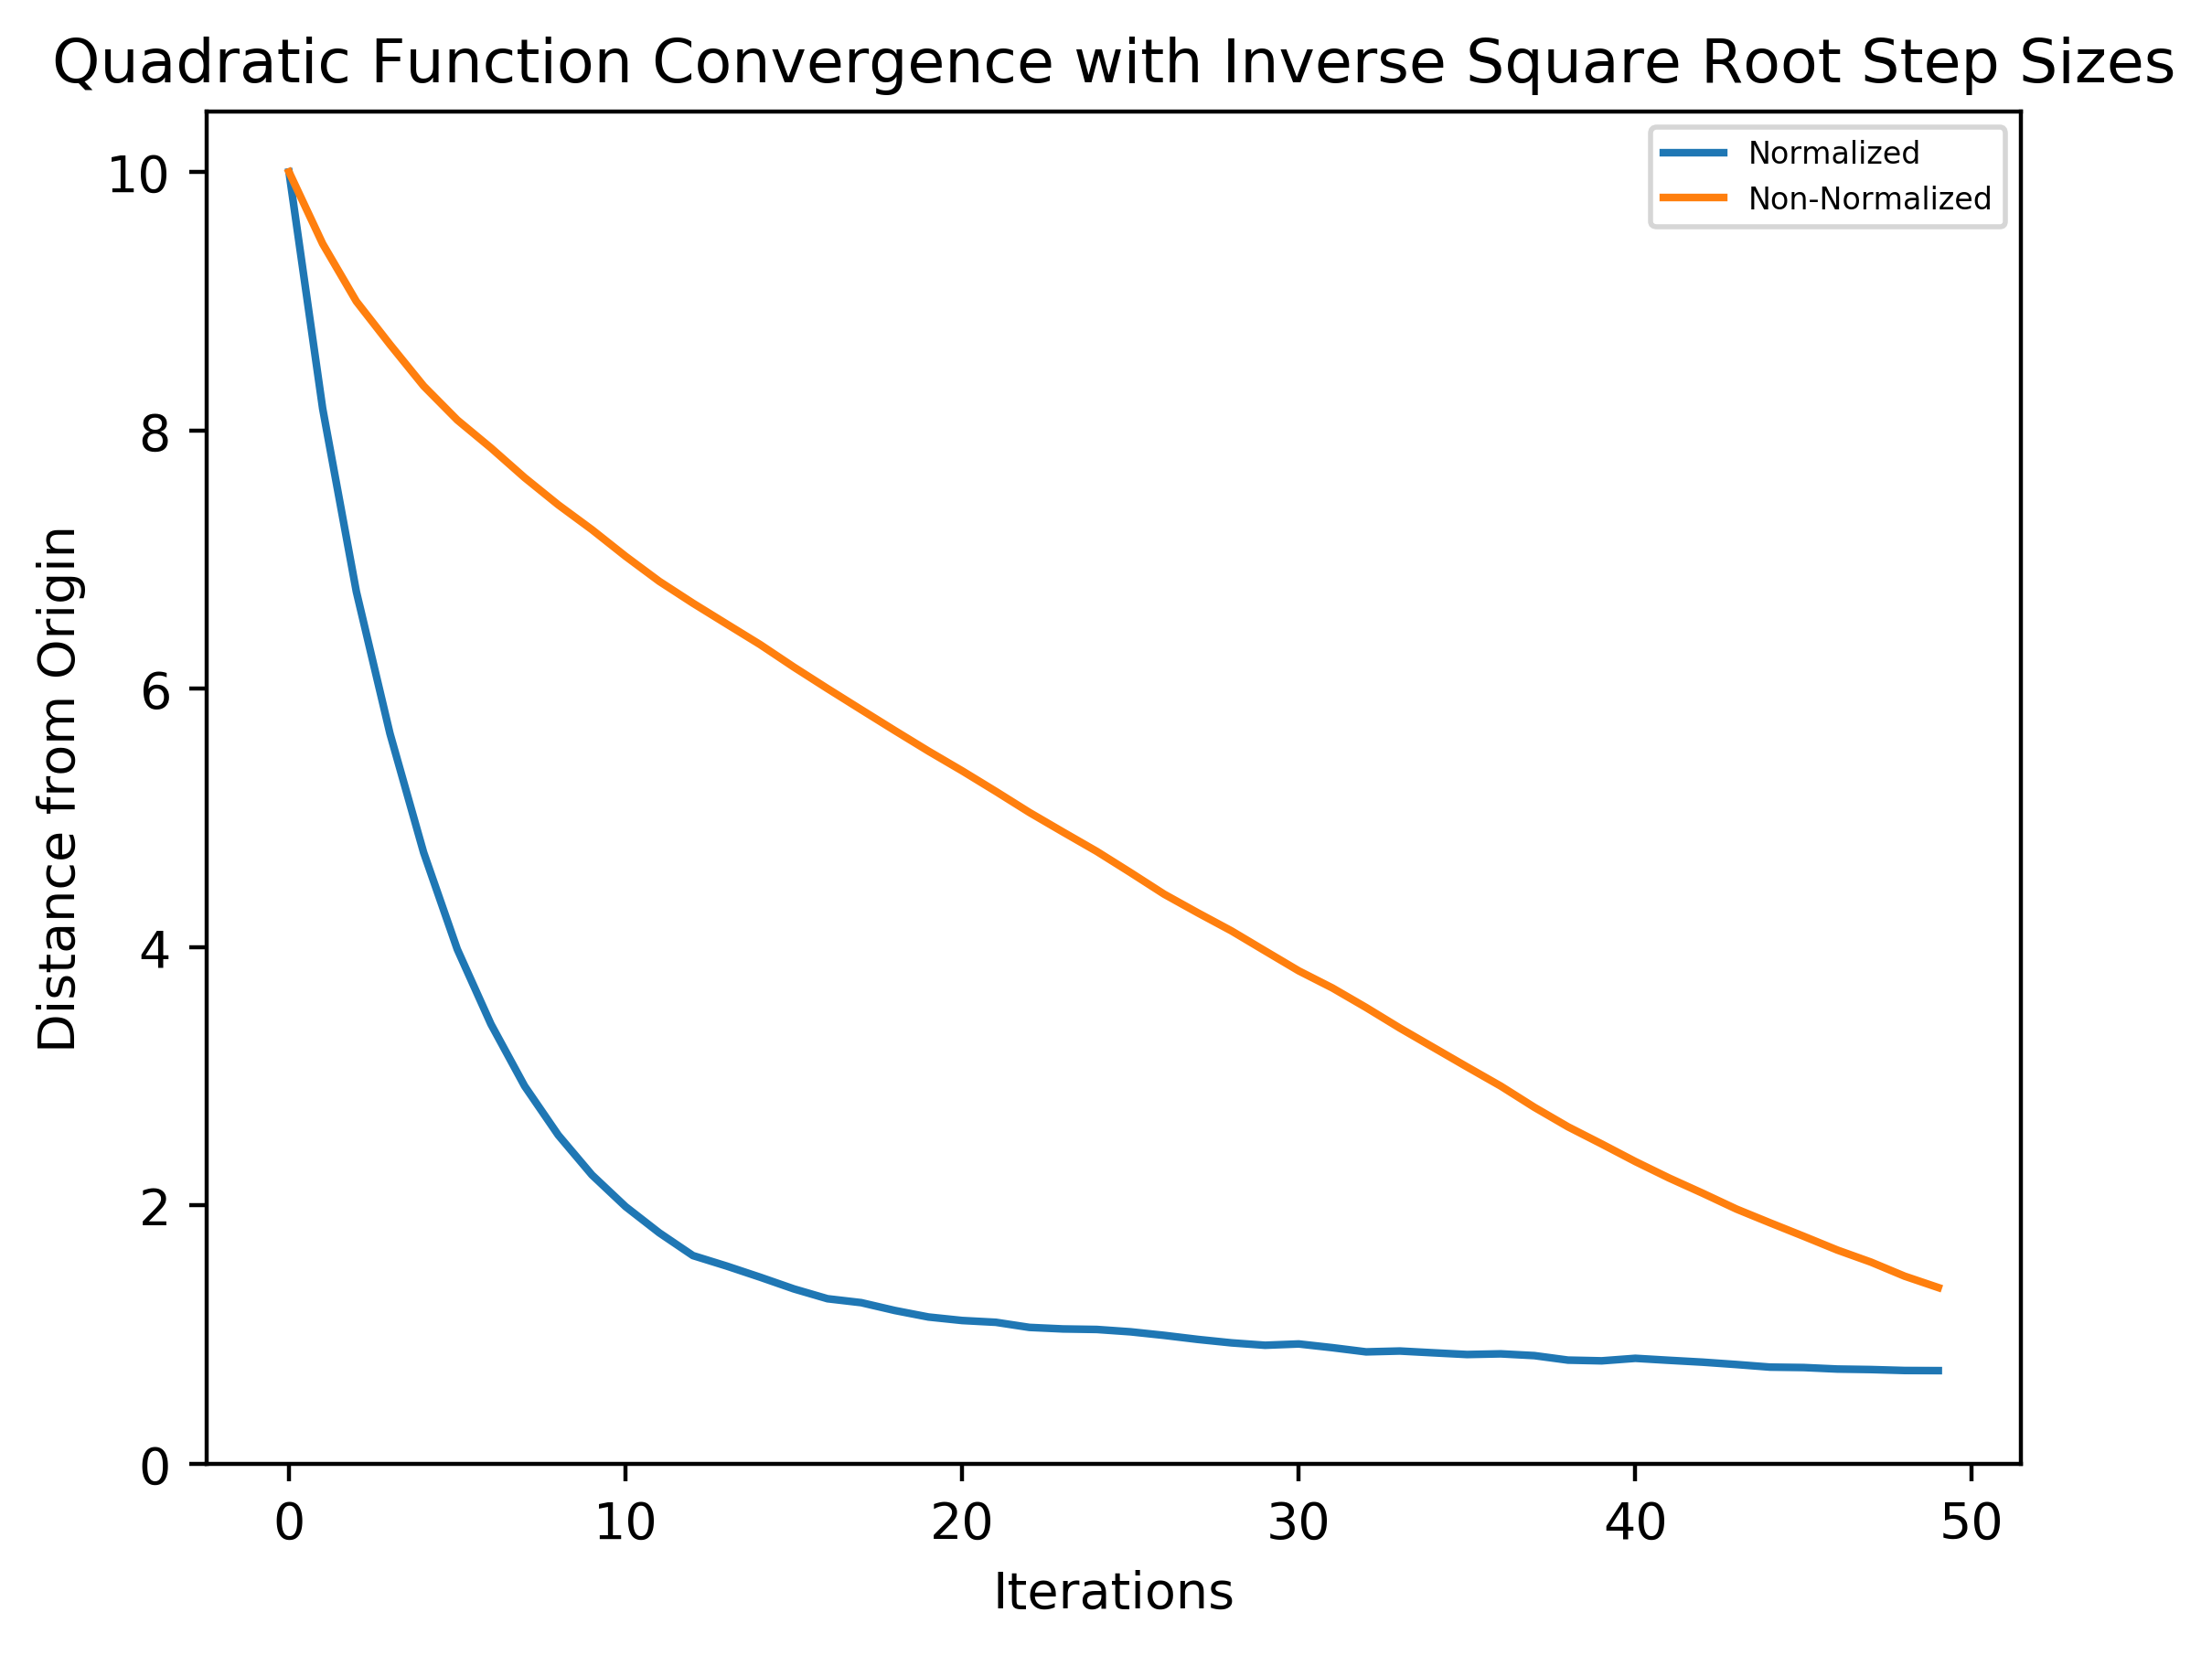 Quadratic Function Convergence with Inverse Square Root Step Sizes
Normalized
Non-Normalized
Distance from Origin
10
8
6
4
2
0
0 10 20 30 40 50
Iterations